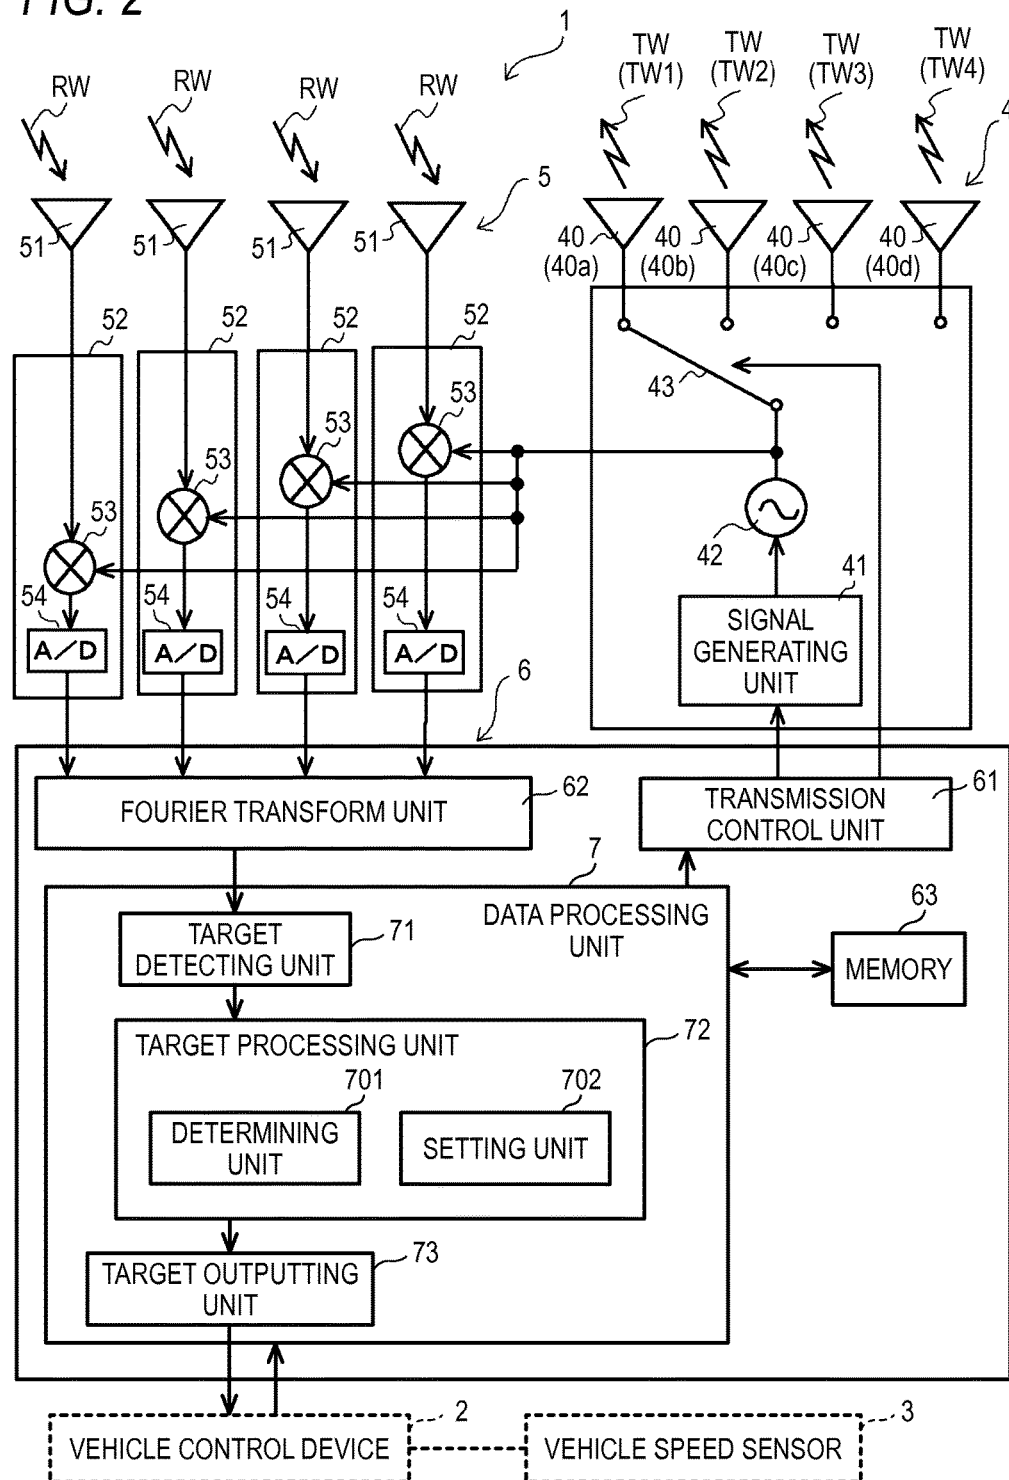 FIG. 2
1
TW
(TW1)
TW
(TW2)
TW
(TW3)
TW
(TW4)
RW
RW
RW
RW
4
5
51
51
51
51
40
(40a)
40
(40b)
40
(40c)
40
(40d)
52
52
52
52
43
53
53
53
53
42
41
54
54
54
54
A/D
A/D
A/D
A/D
SIGNAL
GENERATING
UNIT
6
FOURIER TRANSFORM UNIT
62
TRANSMISSION
CONTROL UNIT
61
7
DATA PROCESSING
UNIT
TARGET
DETECTING UNIT
71
63
MEMORY
TARGET PROCESSING UNIT
72
701
702
DETERMINING
UNIT
SETTING UNIT
TARGET OUTPUTTING
UNIT
73
2
3
VEHICLE CONTROL DEVICE
VEHICLE SPEED SENSOR